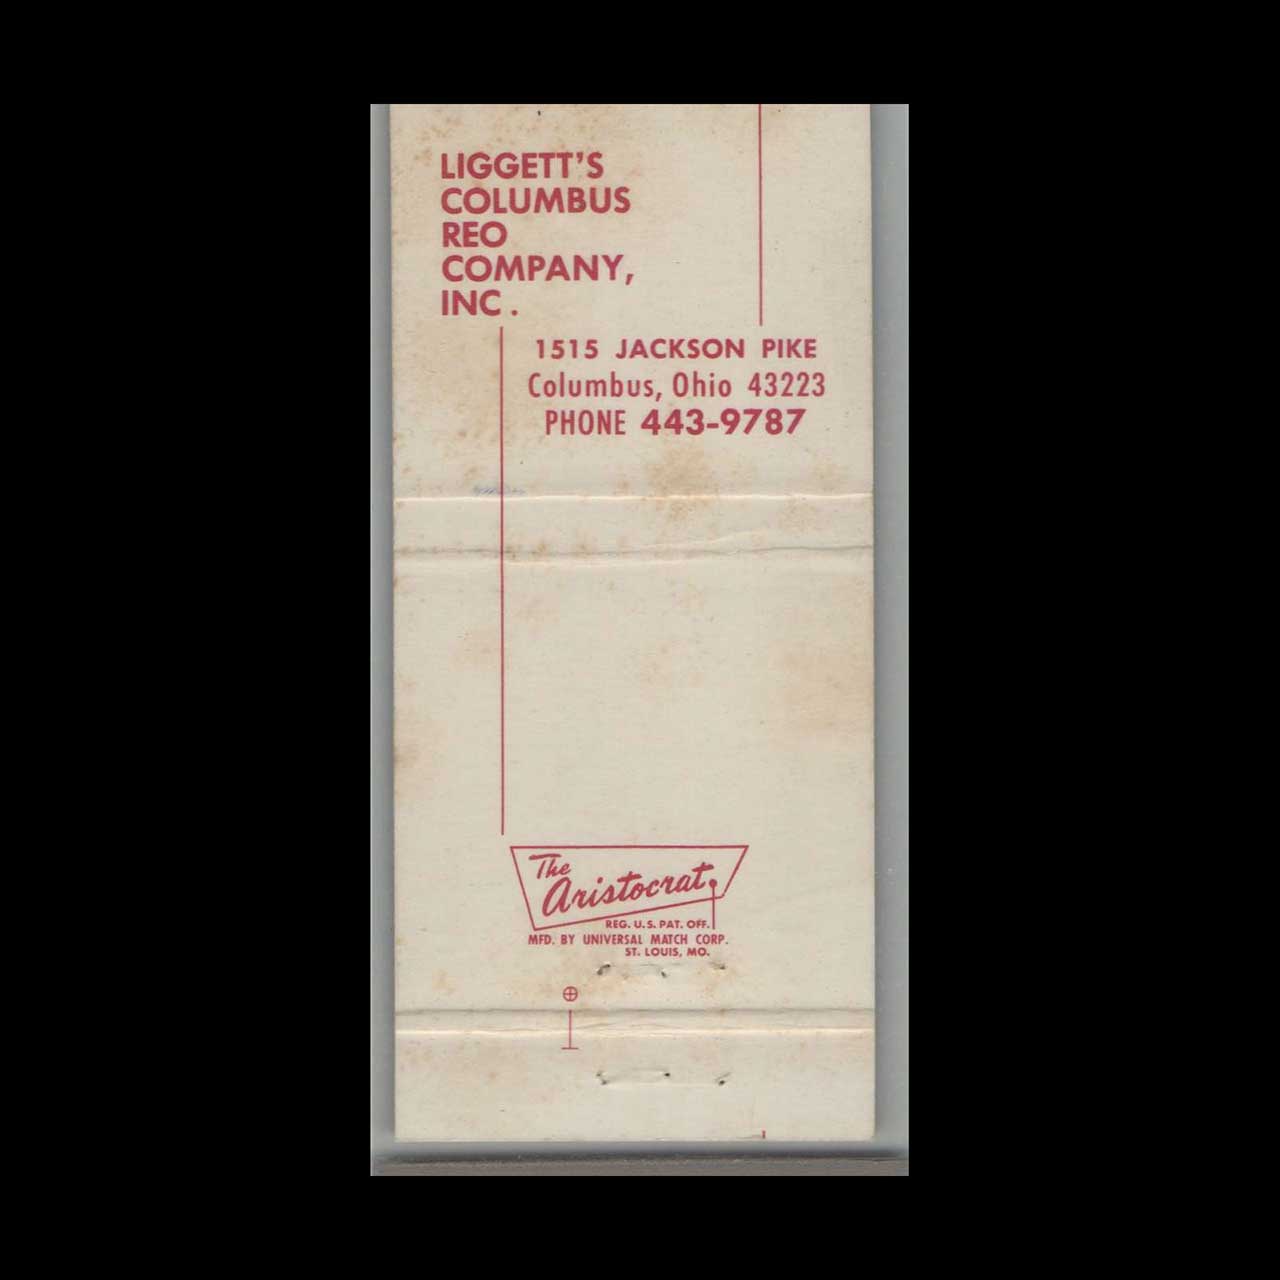 LIGGETT'S
COLUMBUS
REO
COMPANY,
INC.
1515 JACKSON PIKE
Columbus, Ohio 43223
PHONE 443-9787
The
Aristocrat
REG. U.S. PAT. OFF.
MFD. BY UNIVERSAL MATCH CORP.
ST. LOUIS, MO.